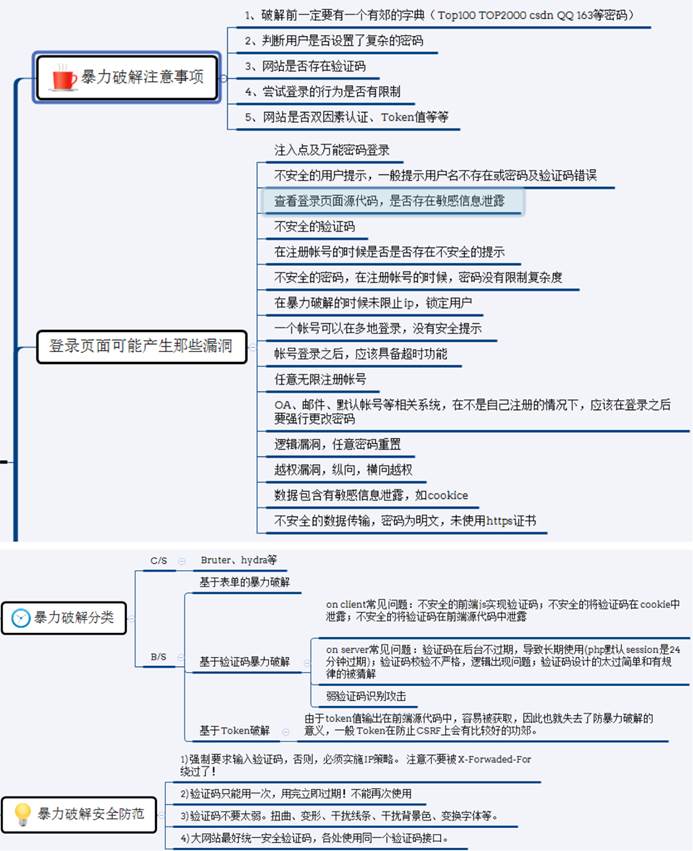 暴力破解注意事项
1、破解前一定要有一个有郊的字典（Top100 TOP2000 csdn QQ 163等密码）
2、判断用户是否设置了复杂的密码
3、网站是否存在验证码
4、尝试登录的行为是否有限制
5、网站是否双因素认证、Token值等等
登录页面可能产生那些漏洞
注入点及万能密码登录
不安全的用户提示，一般提示用户名不存在或密码及验证码错误
查看登录页面源代码，是否存在敏感信息泄露
不安全的验证码
在注册帐号的时候是否是否存在不安全的提示
不安全的密码，在注册帐号的时候，密码没有限制复杂度
在暴力破解的时候未限止ip，锁定用户
一个帐号可以在多地登录，没有安全提示
帐号登录之后，应该具备超时功能
任意无限注册帐号
OA、邮件、默认帐号等相关系统，在不是自己注册的情况下，应该在登录之后
要强行更改密码
逻辑漏洞，任意密码重置
越权漏洞，纵向，横向越权
数据包含有敏感信息泄露，如cookice
不安全的数据传输，密码为明文，未使用https证书
暴力破解分类
C/S
Bruter、hydra等
B/S
基于表单的暴力破解
基于验证码暴力破解
on client常见问题：不安全的前端js实现验证码；不安全的将验证码在cookie中
泄露；不安全的将验证码在前端源代码中泄露
on server常见问题：验证码在后台不过期，导致长期使用(php默认session是24
分钟过期)；验证码校验不严格，逻辑出现问题；验证码设计的太过简单和有规
律的被猜解
弱验证码识别攻击
基于Token破解
由于token值输出在前端源代码中，容易被获取，因此也就失去了防暴力破解的
意义，一般Token在防止CSRF上会有比较好的功郊。
暴力破解安全防范
1)强制要求输入验证码，否则，必须实施IP策略。 注意不要被X-Forwaded-For
绕过了！
2)验证码只能用一次，用完立即过期！不能再次使用
3)验证码不要太弱。扭曲、变形、干扰线条、干扰背景色、变换字体等。
4)大网站最好统一安全验证码，各处使用同一个验证码接口。